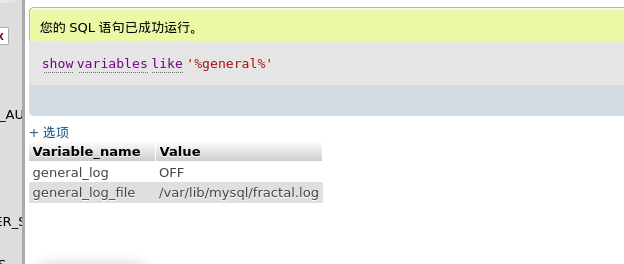 您的 SQL 语句已成功运行。
x
show variables like '%general%'
_AU
+ 选项
Variable_name Value
general_log OFF
general_log_file /var/lib/mysql/fractal.log
ER_S